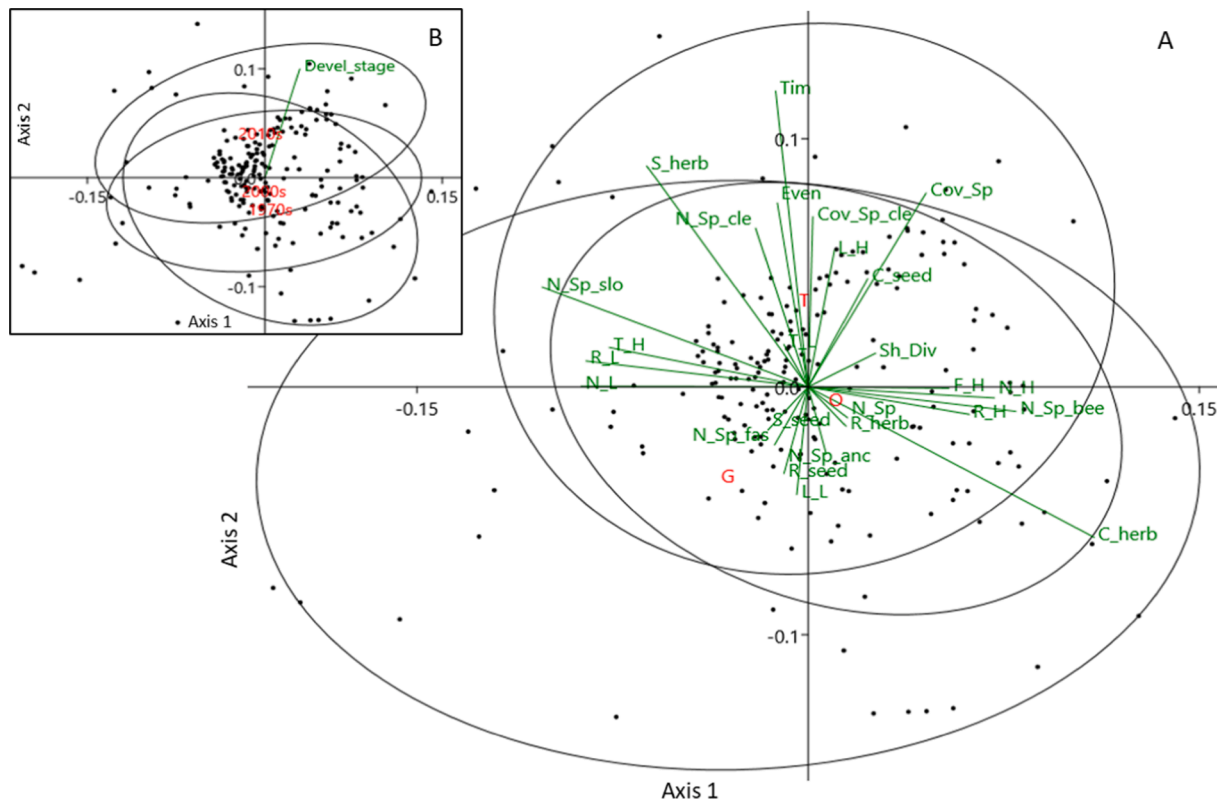 B
0.1
Devel_stage
Axis 2
2010s
0.0
-0.15
0.15
2000s
1970s
-0.1
Axis 1
A
Tim
0.1
S_herb
Even
Cov_Sp
N_Sp_cle
Cov_Sp_cle
L_H
C_seed
N_Sp_slo
T
T_H
R_L
Sh_Div
N_L
0.0
F_H
N_H
-0.15
0.15
O
N_Sp
R_H
N_Sp_bee
S_seed
R_herb
N_Sp_fas
N_Sp_anc
R_seed
G
L_L
C_herb
Axis 2
-0.1
Axis 1